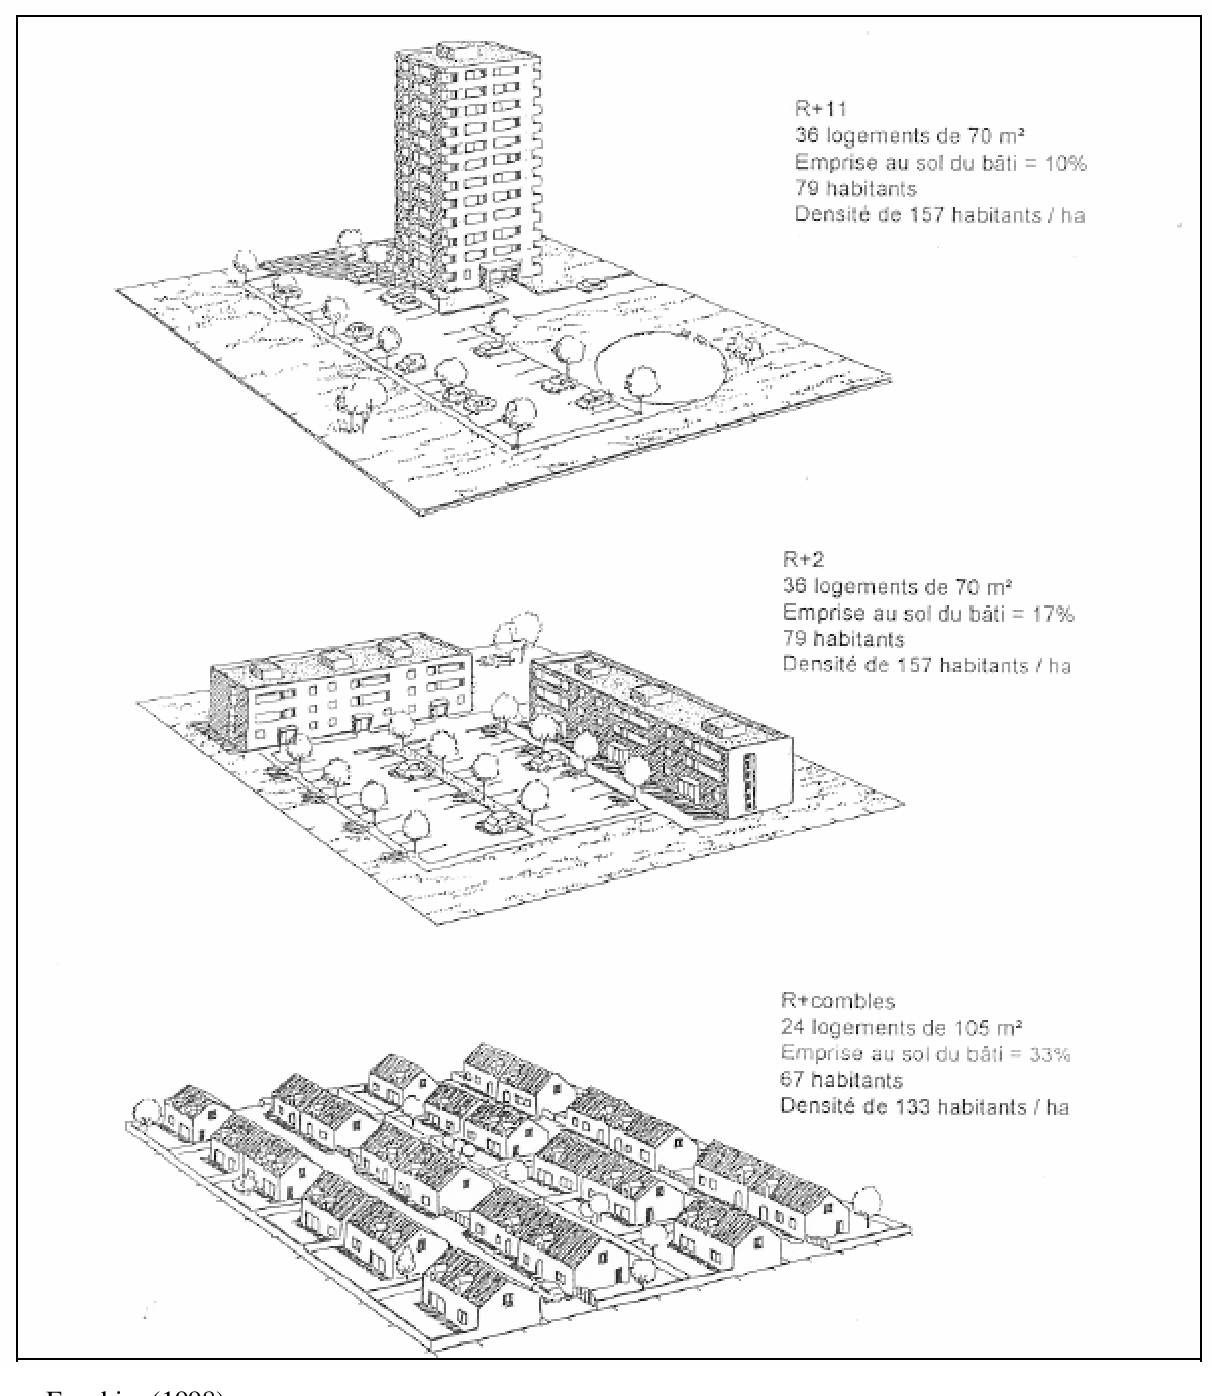 R+11
36 logements de 70 m²
Emprise au sol du bâti = 10%
79 habitants
Densité de 157 habitants / ha
R+2
36 logements de 70 m²
Emprise au sol du bâti = 17%
79 habitants
Densité de 157 habitants / ha
R+combles
24 logements de 105 m²
Emprise au sol du bâti = 33%
67 habitants
Densité de 133 habitants / ha
(1998)